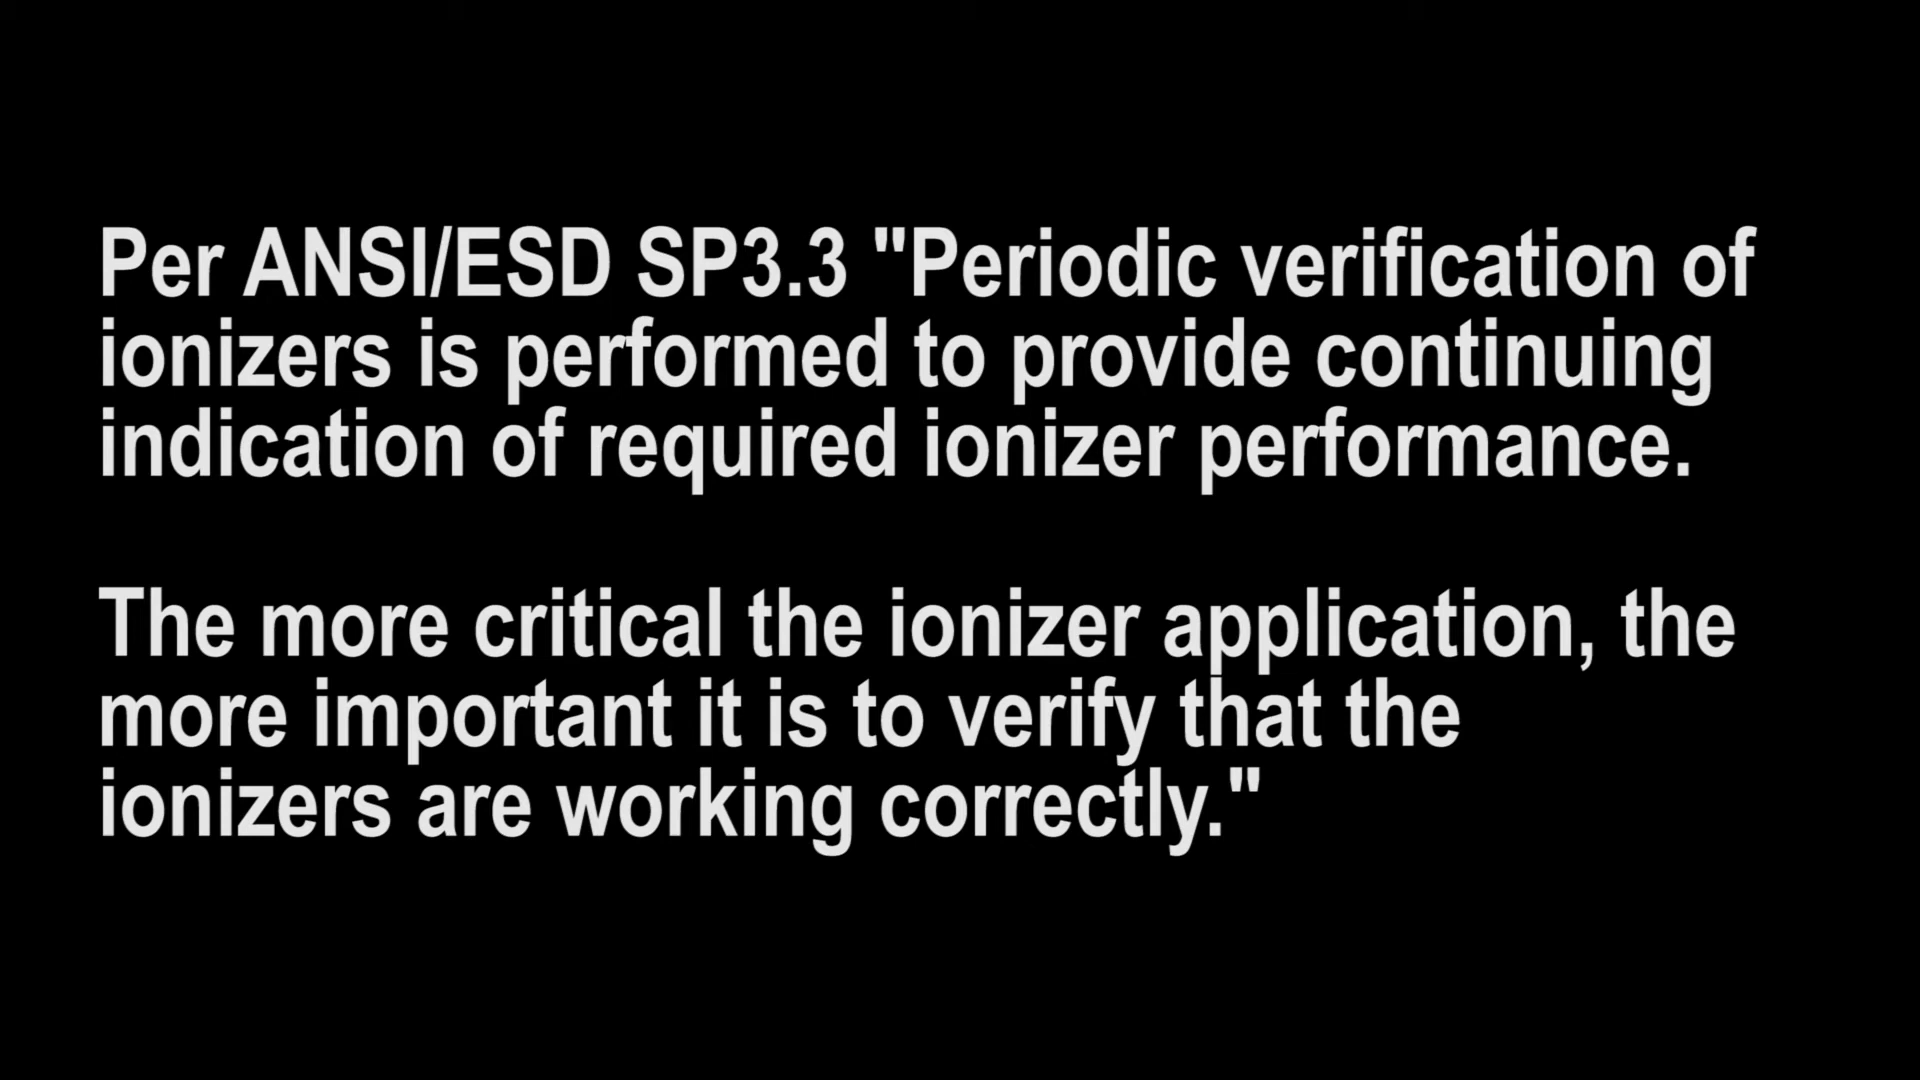 Per ANSI/ESD SP3.3 "Periodic verification of
ionizers is performed to provide continuing
indication of required ionizer performance.
The more critical the ionizer application, the
more important it is to verify that the
ionizers are working correctly."